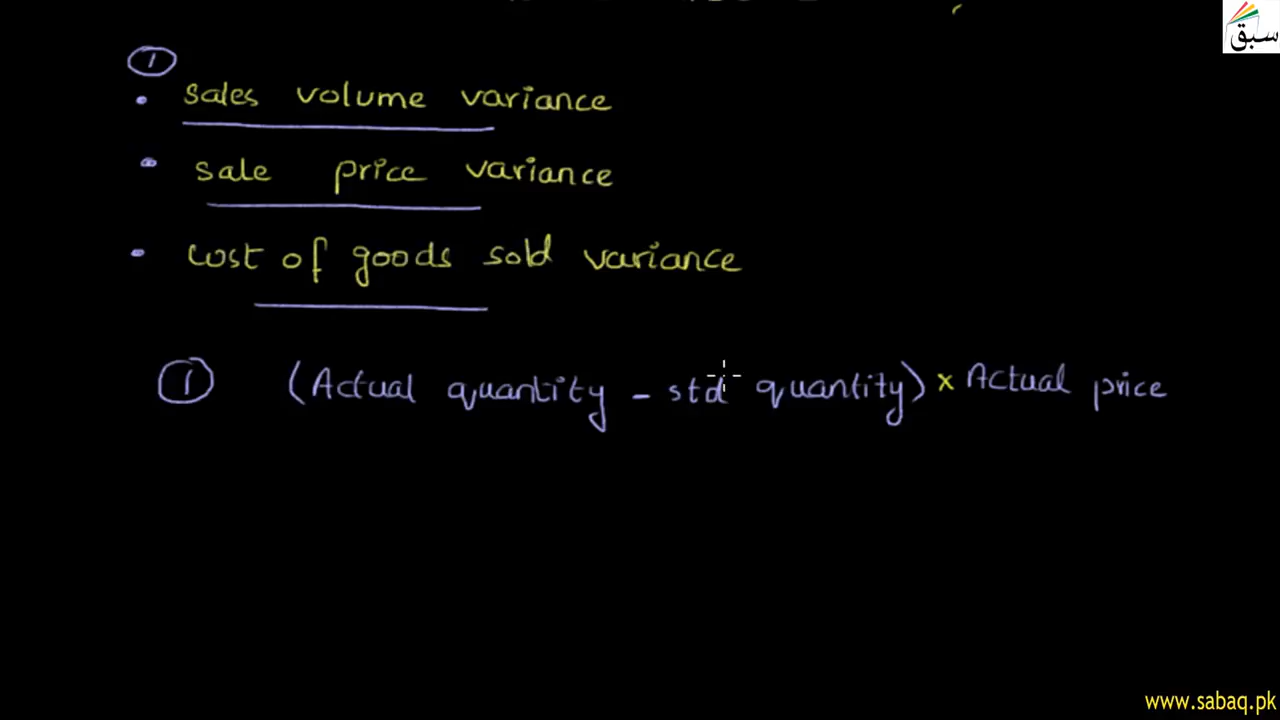 سبق
①
• sales volume variance
• sale price variance
• cost of goods sold variance
① (Actual quantity - std quantity) × Actual price
www.sabaq.pk